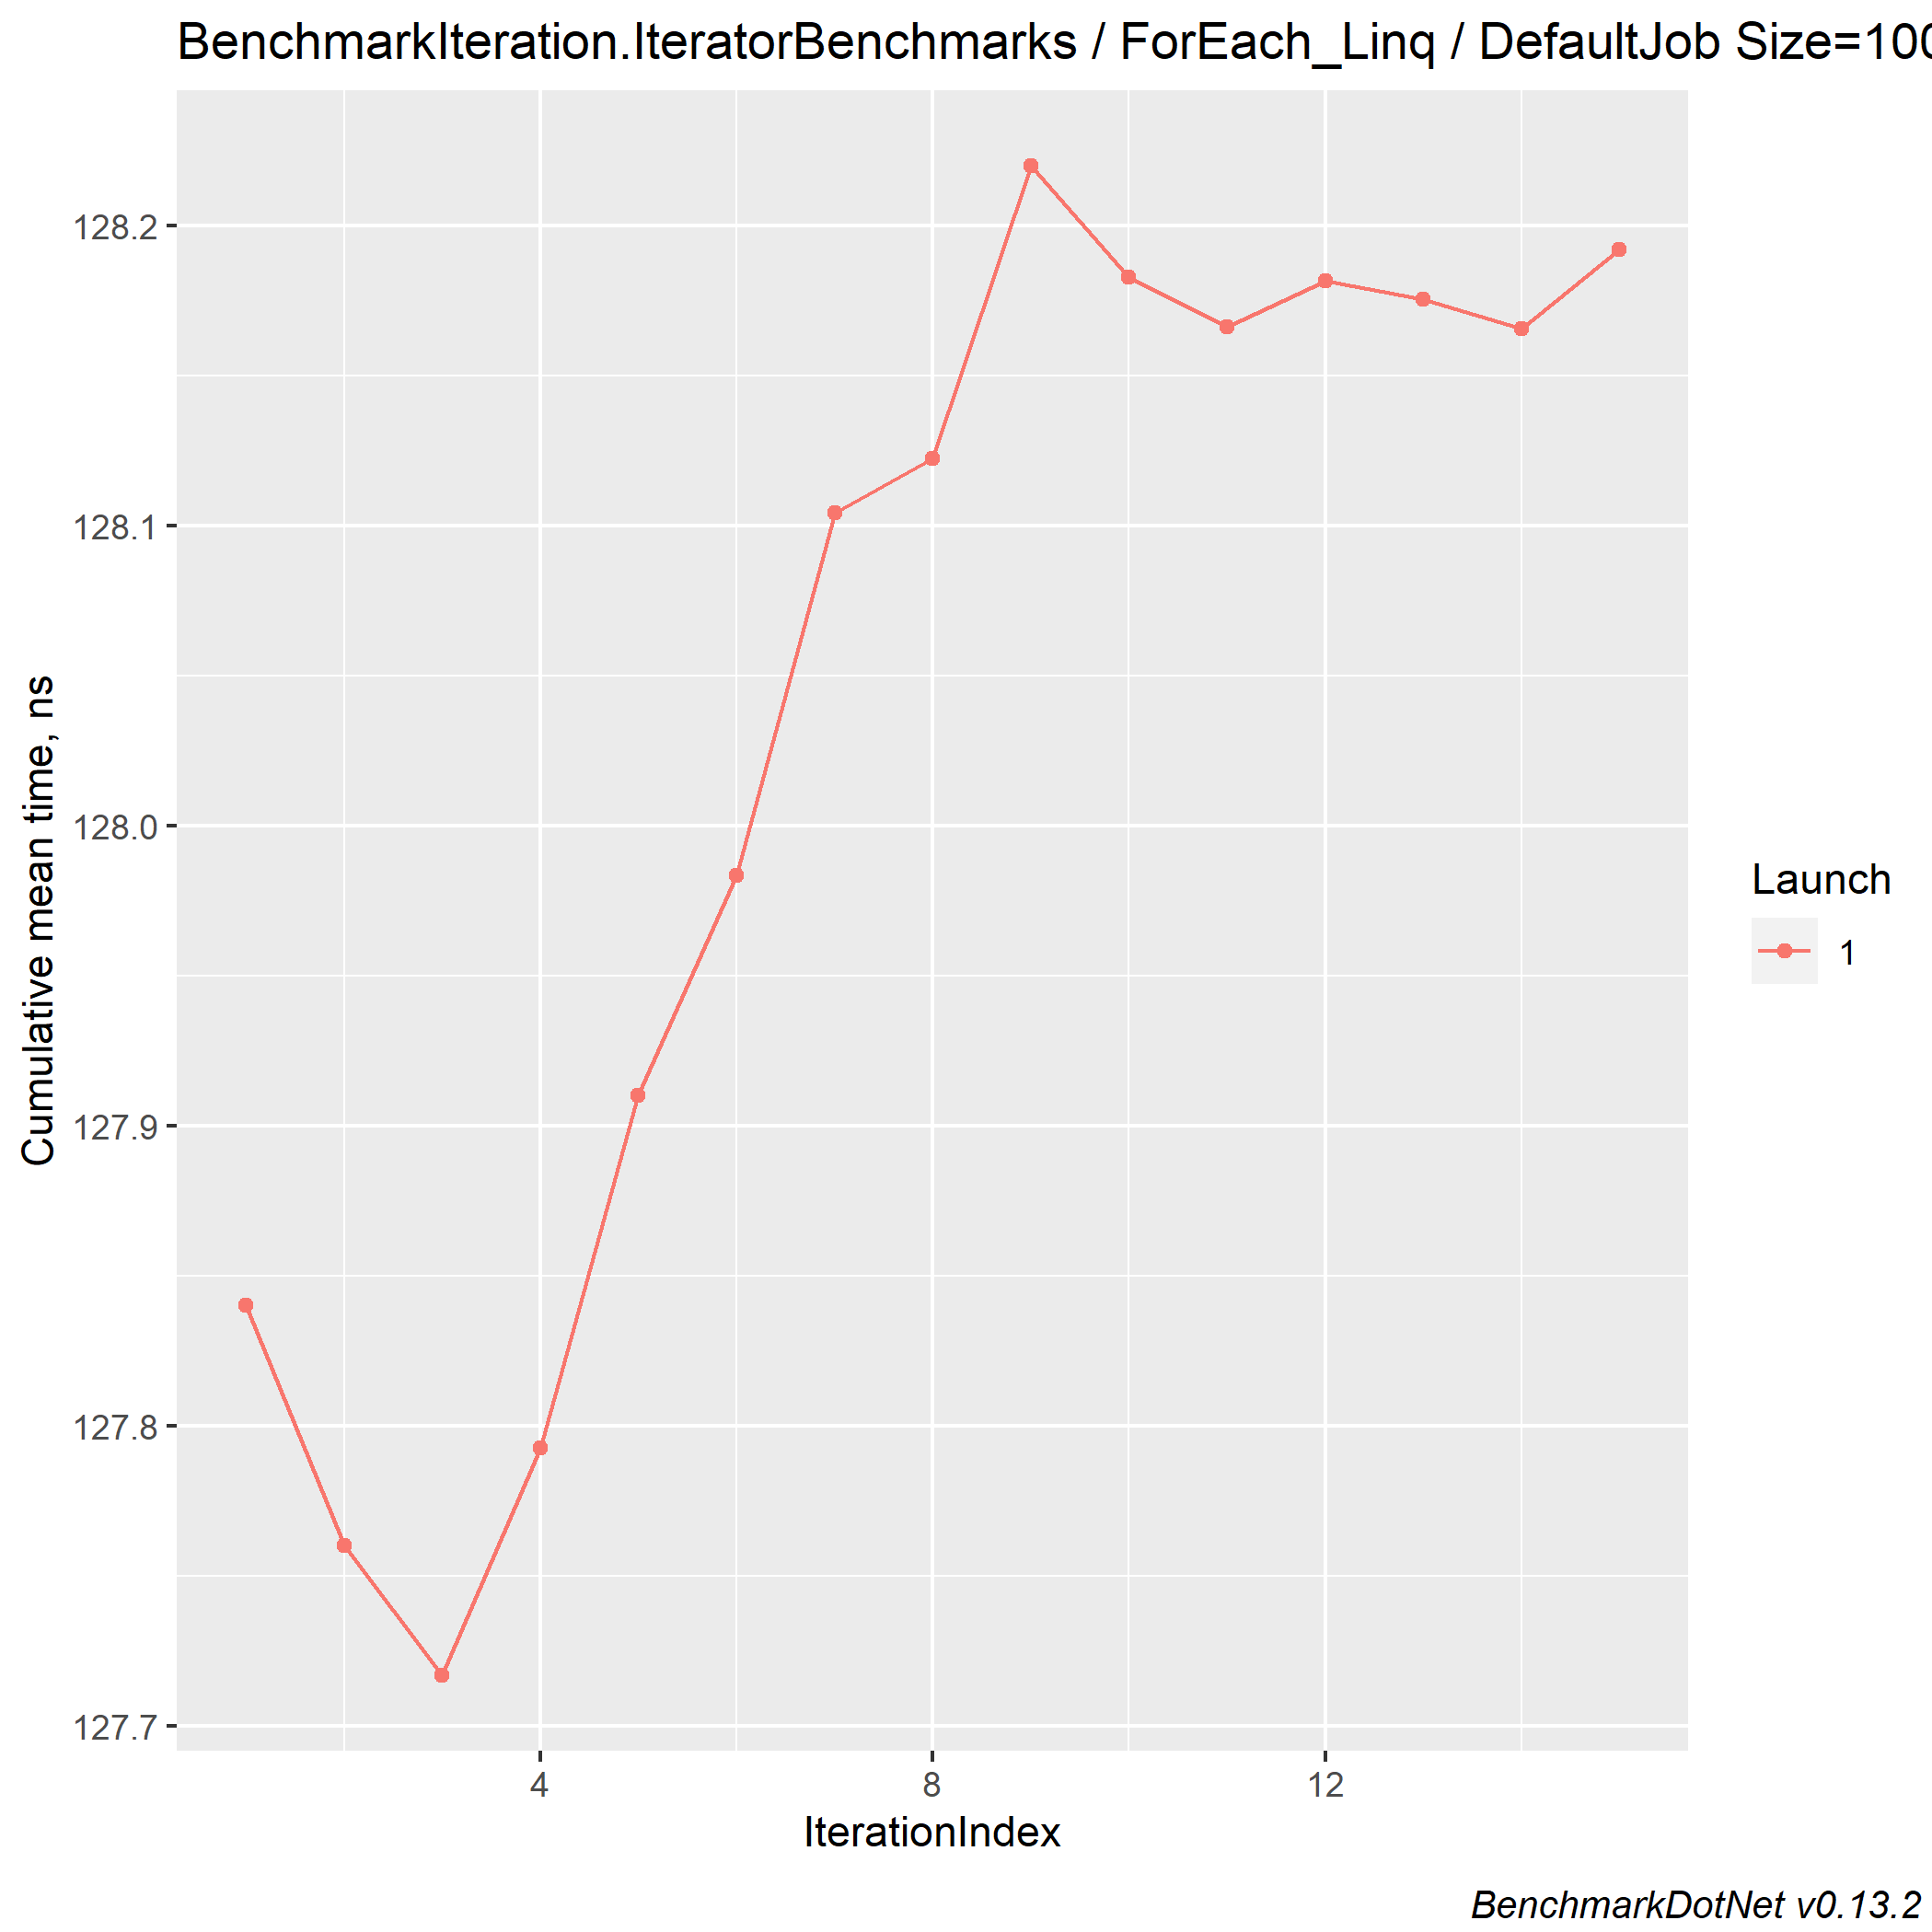 BenchmarkIteration.IteratorBenchmarks / ForEach_Linq / DefaultJob Size=100
128.2
128.1
128.0
127.9
127.8
127.7
Cumulative mean time, ns
4 8 12
IterationIndex
Launch
1
BenchmarkDotNet v0.13.2